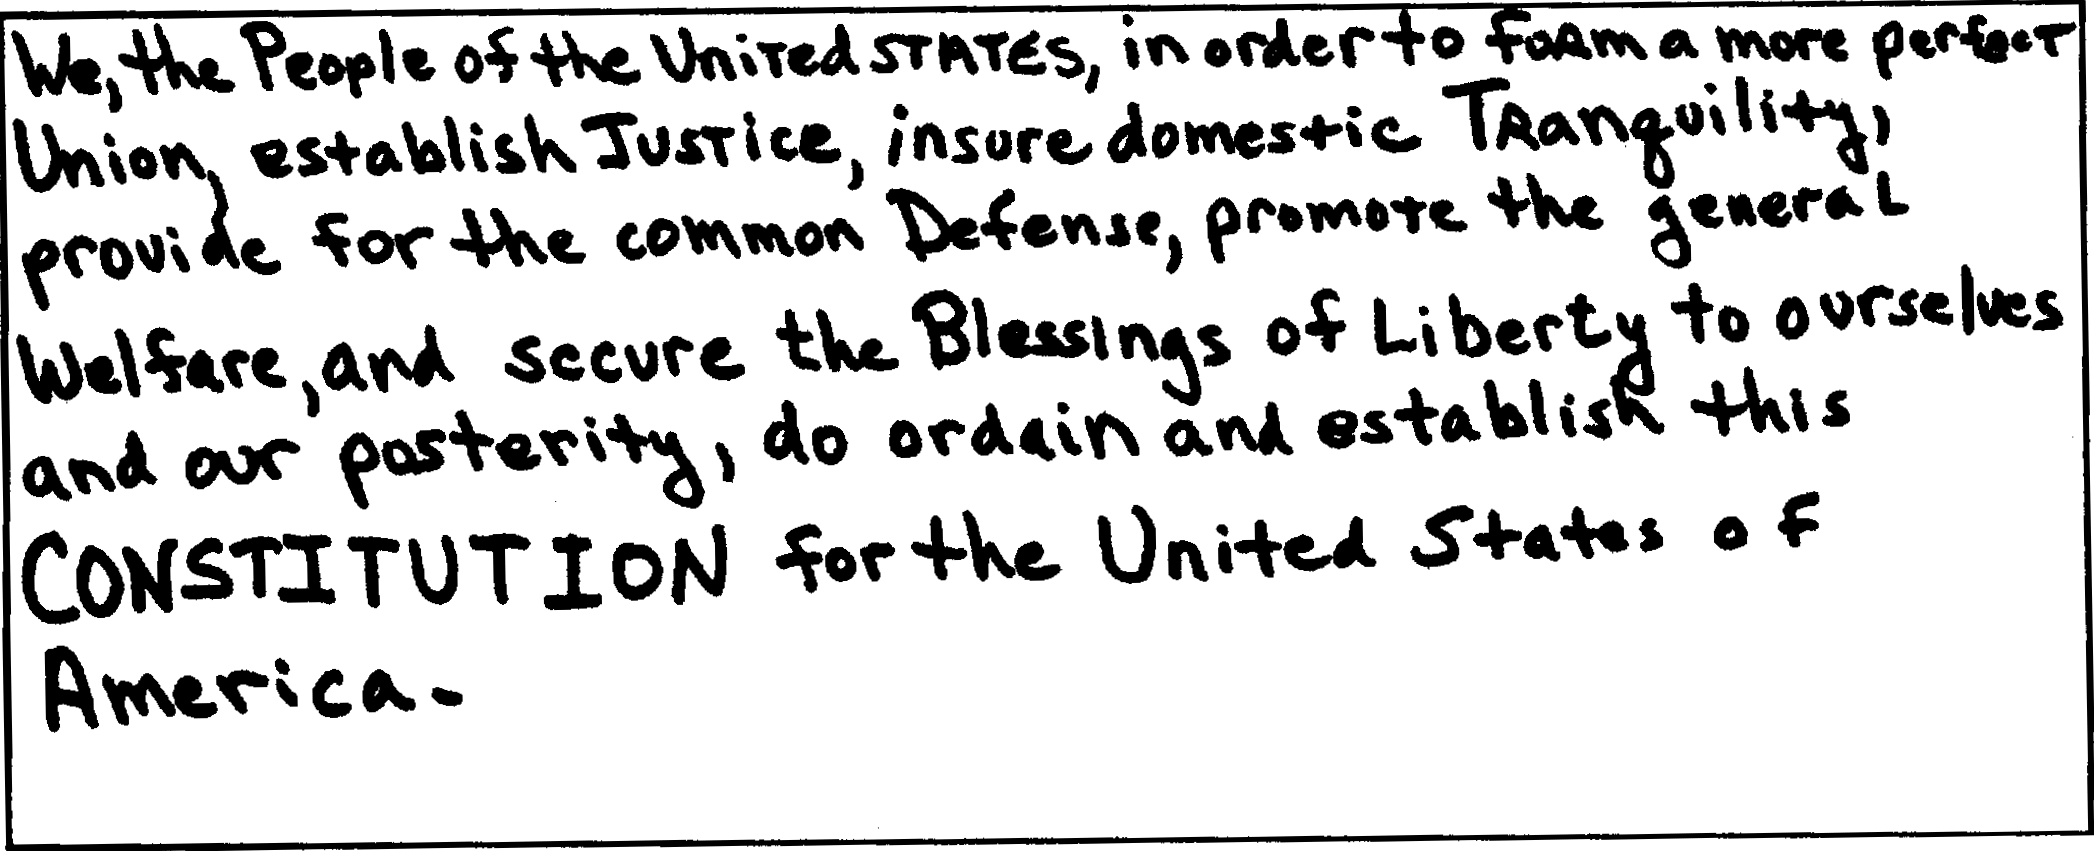 We, the People of the United STATES, in order to form a more perfect
Union, establish Justice, insure domestic Tranquility,
provide for the common Defense, promote the general
Welfare, and secure the Blessings of Liberty to ourselves
and our posterity, do ordain and establish this
CONSTITUTION for the United States of
America.